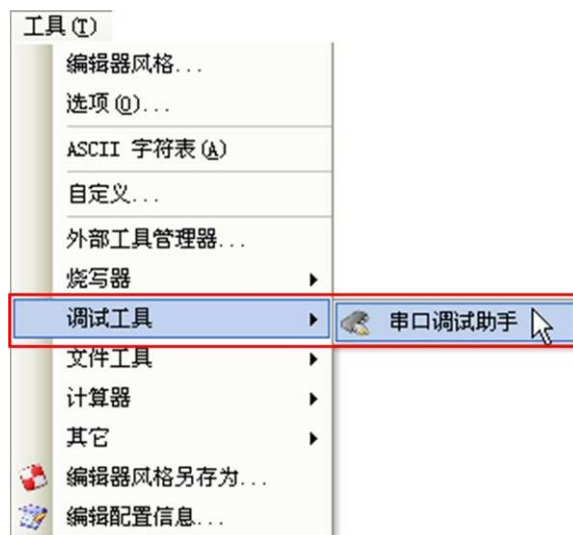 工具(T)
编辑器风格...
选项(O)...
ASCII 字符表(A)
自定义...
外部工具管理器...
烧写器
调试工具
串口调试助手
文件工具
计算器
其它
编辑器风格另存为...
编辑配置信息...